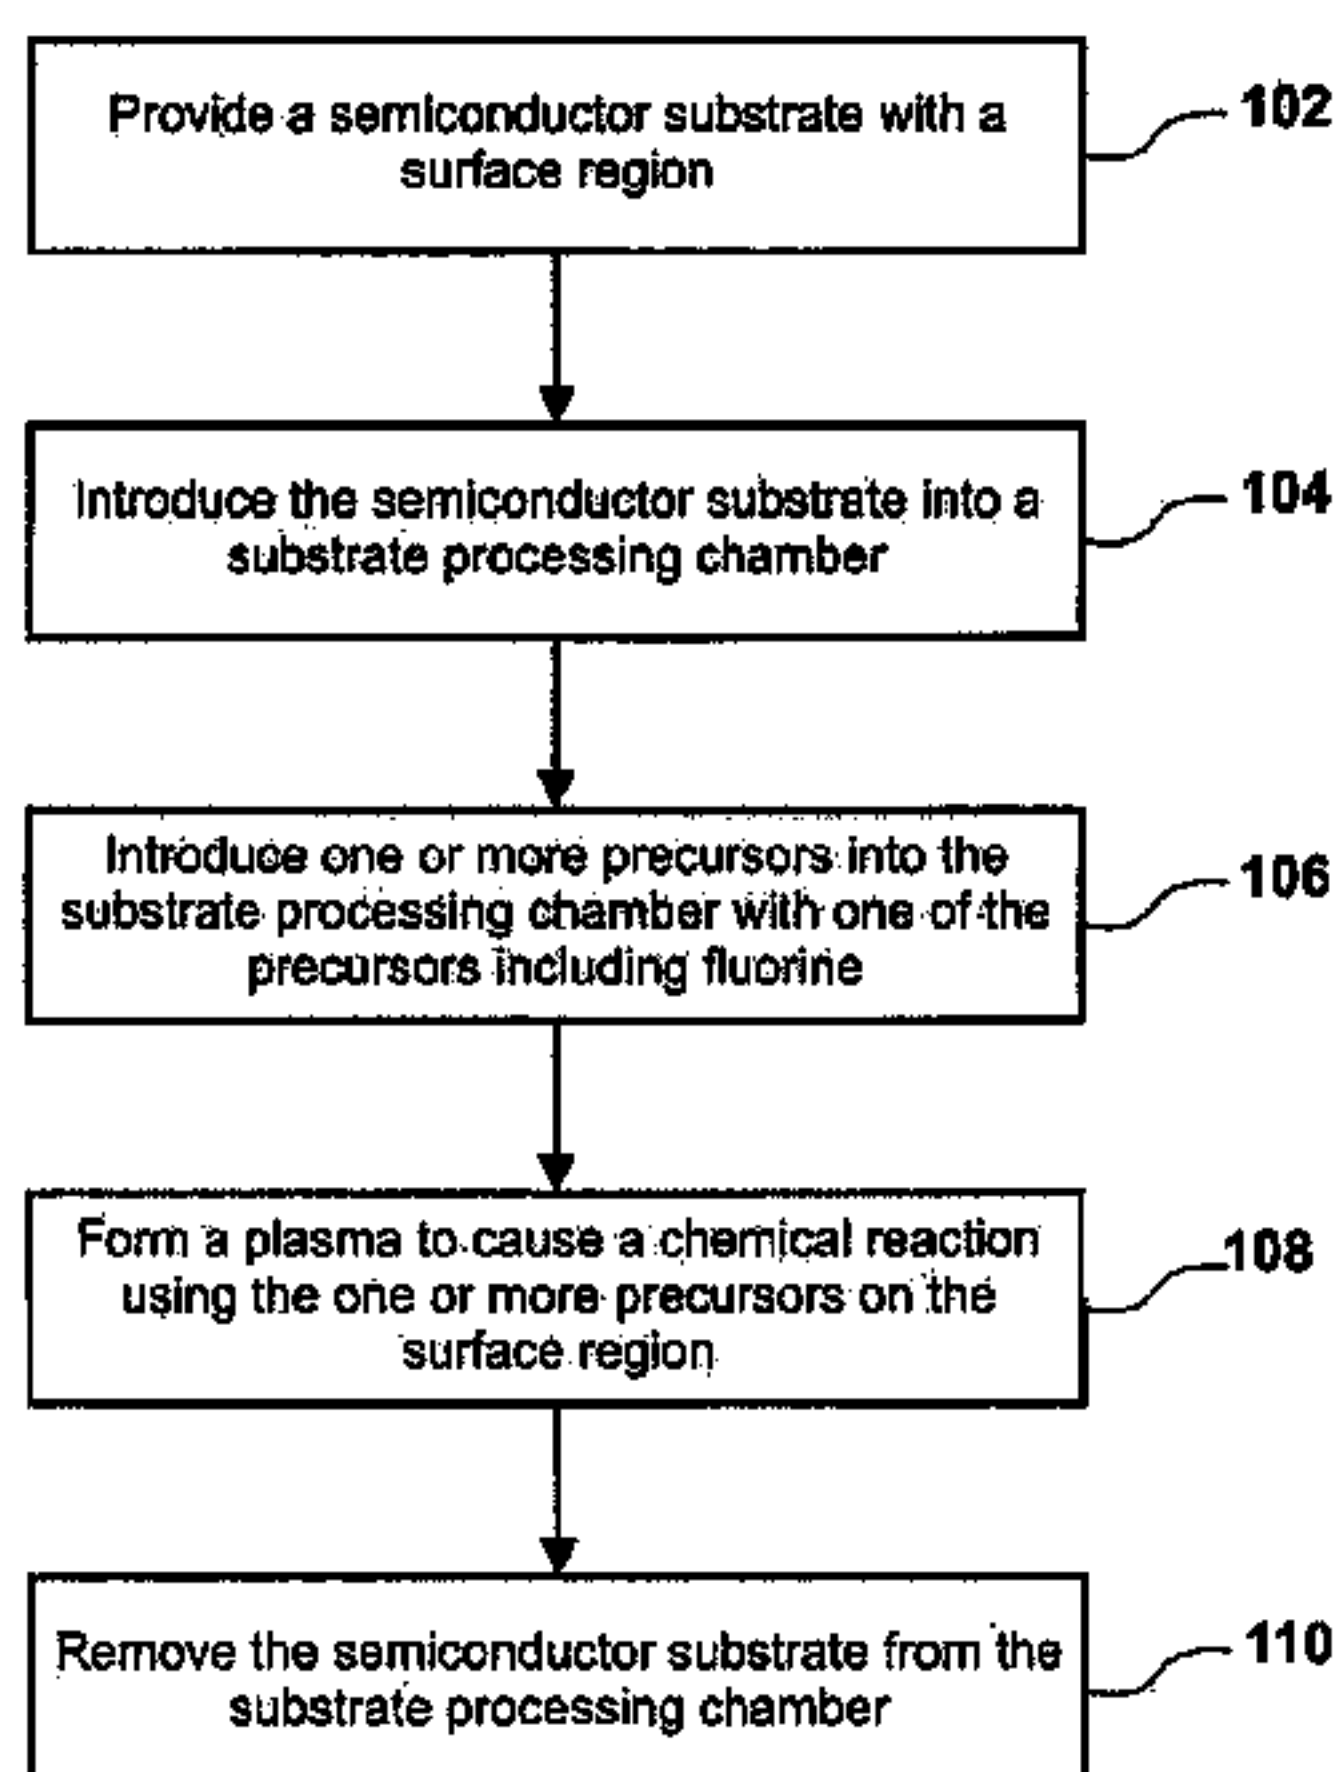 Provide a semiconductor substrate with a
surface region
102
Introduce the semiconductor substrate into a
substrate processing chamber
104
Introduce one or more precursors into the
substrate processing chamber with one of the
precursors including fluorine
106
Form a plasma to cause a chemical reaction
using the one or more precursors on the
surface region
108
Remove the semiconductor substrate from the
substrate processing chamber
110